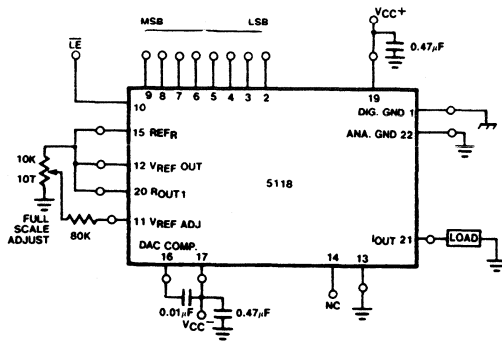 MSB LSB
VCC+
LE
0.47µF
9 8 7 6 5 4 3 2
19
10
DIG. GND 1
15 REFR
ANA. GND 22
10K
10T
12 VREF OUT
5118
20 ROUT1
FULL
SCALE
ADJUST
80K
11 VREF ADJ
IOUT 21
LOAD
DAC COMP.
16 17
14 13
0.01µF
VCC-
0.47µF
NC